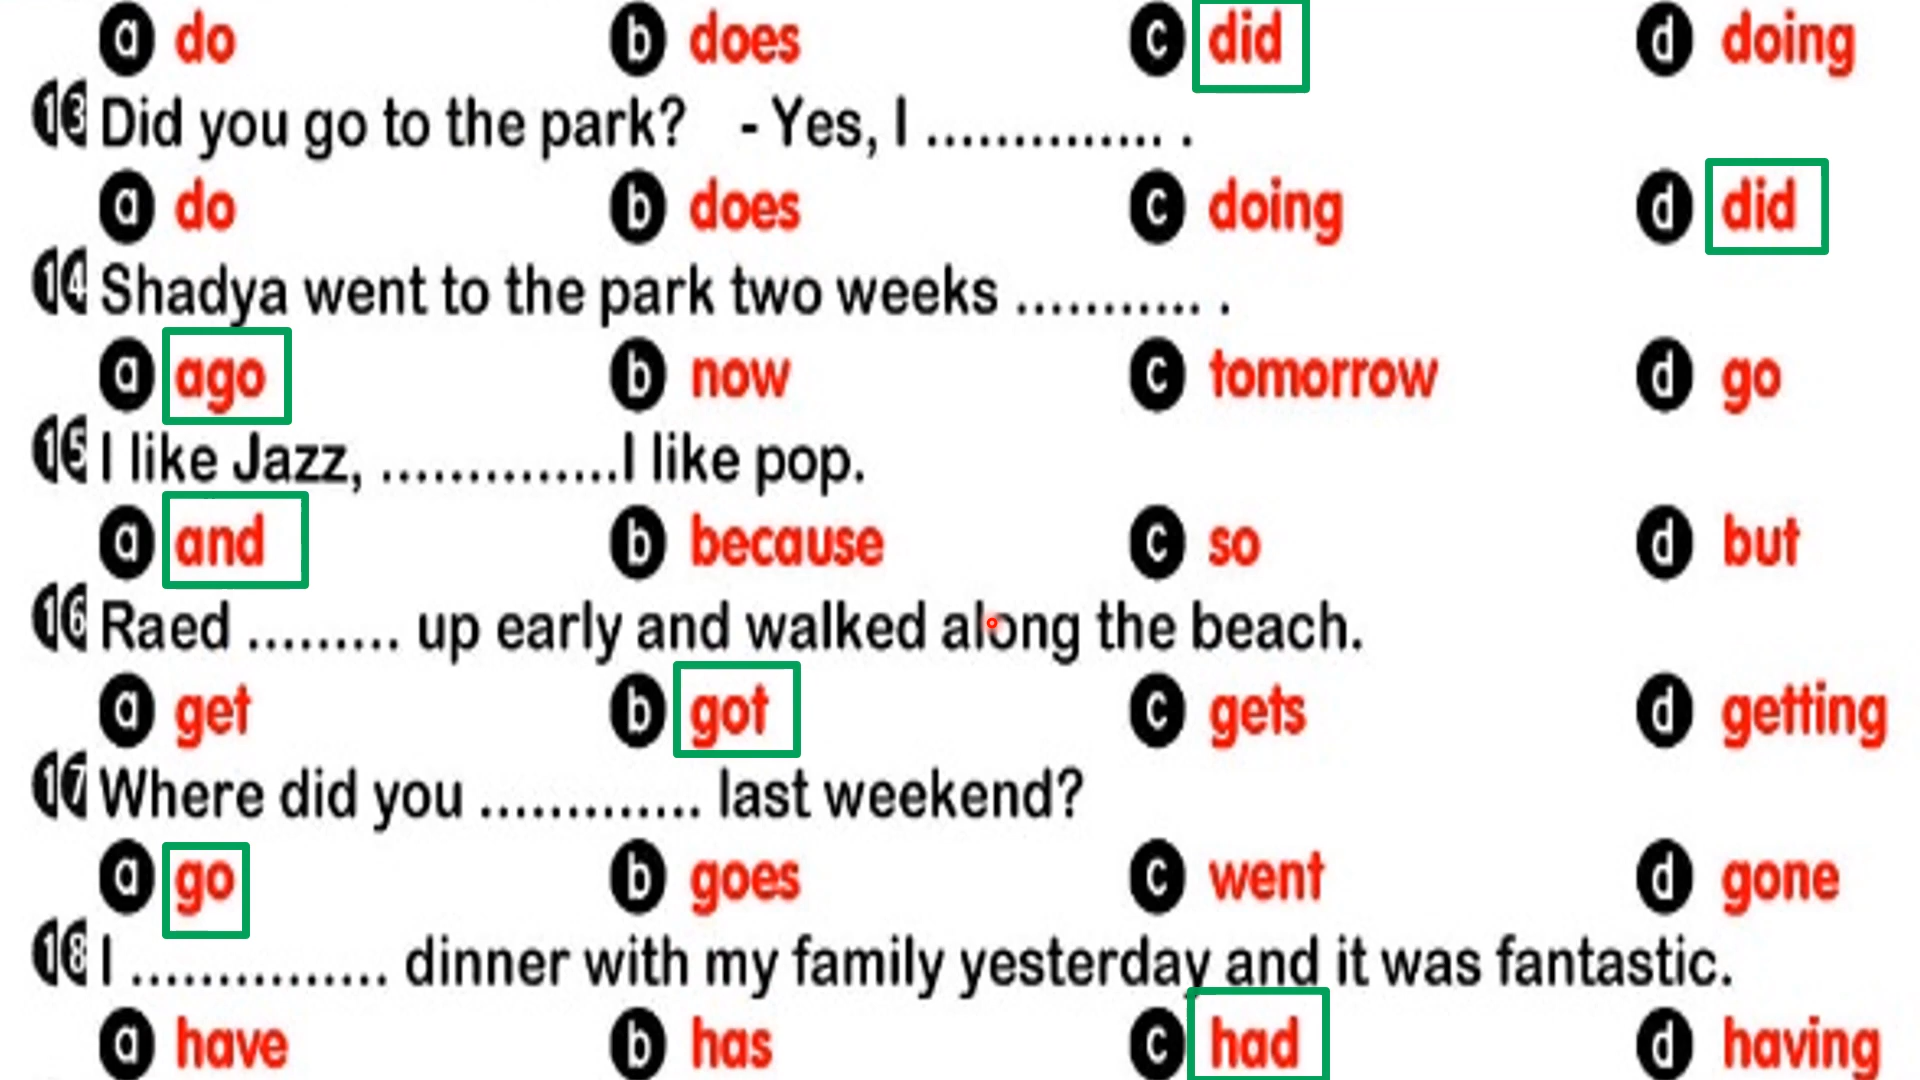 a do b does c did d doing
13 Did you go to the park? - Yes, I .............. .
a do b does c doing d did
14 Shadya went to the park two weeks ........... .
a ago b now c tomorrow d go
15 I like Jazz, ..............I like pop.
a and b because c so d but
16 Raed ......... up early and walked along the beach.
a get b got c gets d getting
17 Where did you ............. last weekend?
a go b goes c went d gone
18 I ............... dinner with my family yesterday and it was fantastic.
a have b has c had d having